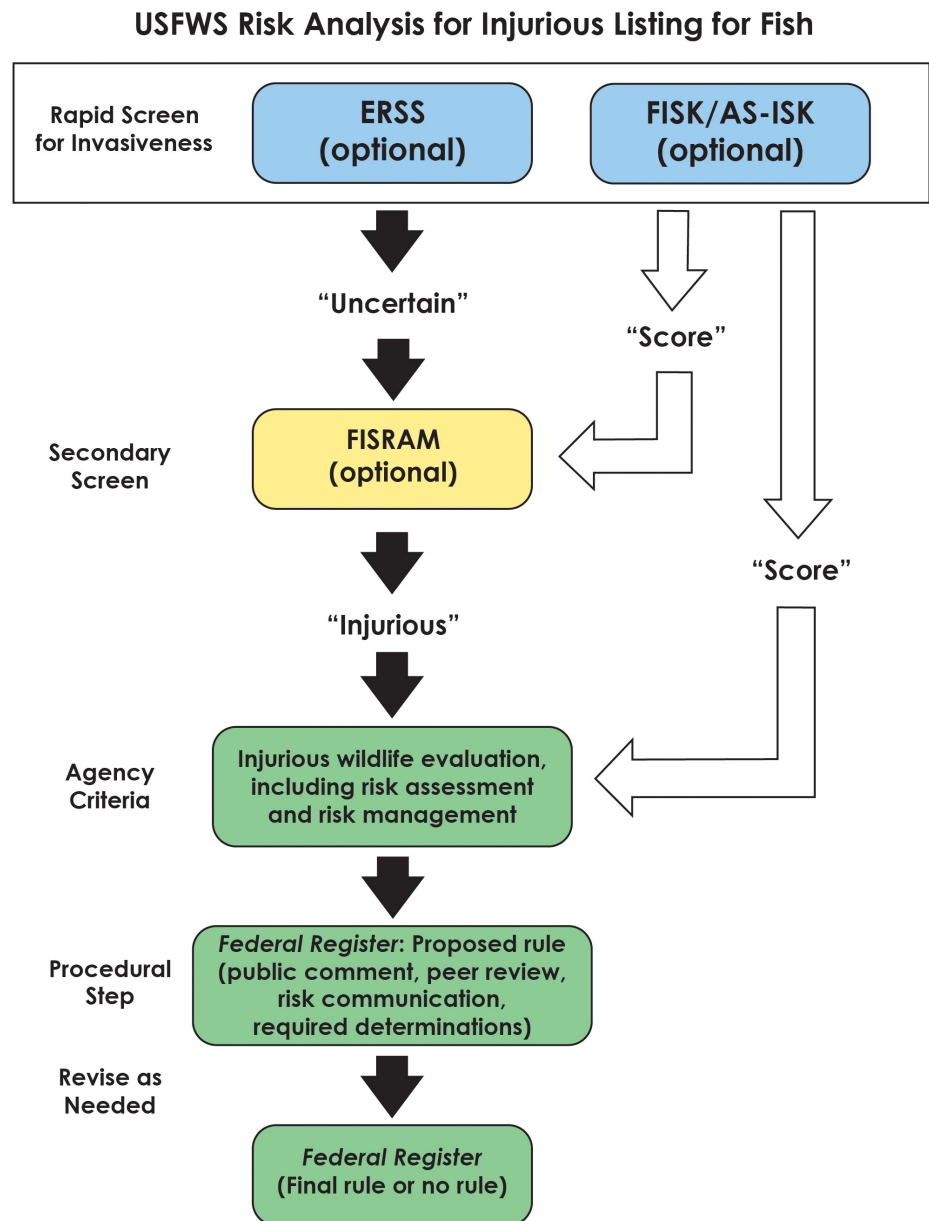 USFWS Risk Analysis for Injurious Listing for Fish
Rapid Screen
for Invasiveness
ERSS
(optional)
FISK/AS-ISK
(optional)
“Uncertain”
“Score”
Secondary
Screen
FISRAM
(optional)
“Score”
“Injurious”
Agency
Criteria
Injurious wildlife evaluation,
including risk assessment
and risk management
Procedural
Step
Federal Register: Proposed rule
(public comment, peer review,
risk communication,
required determinations)
Revise as
Needed
Federal Register
(Final rule or no rule)